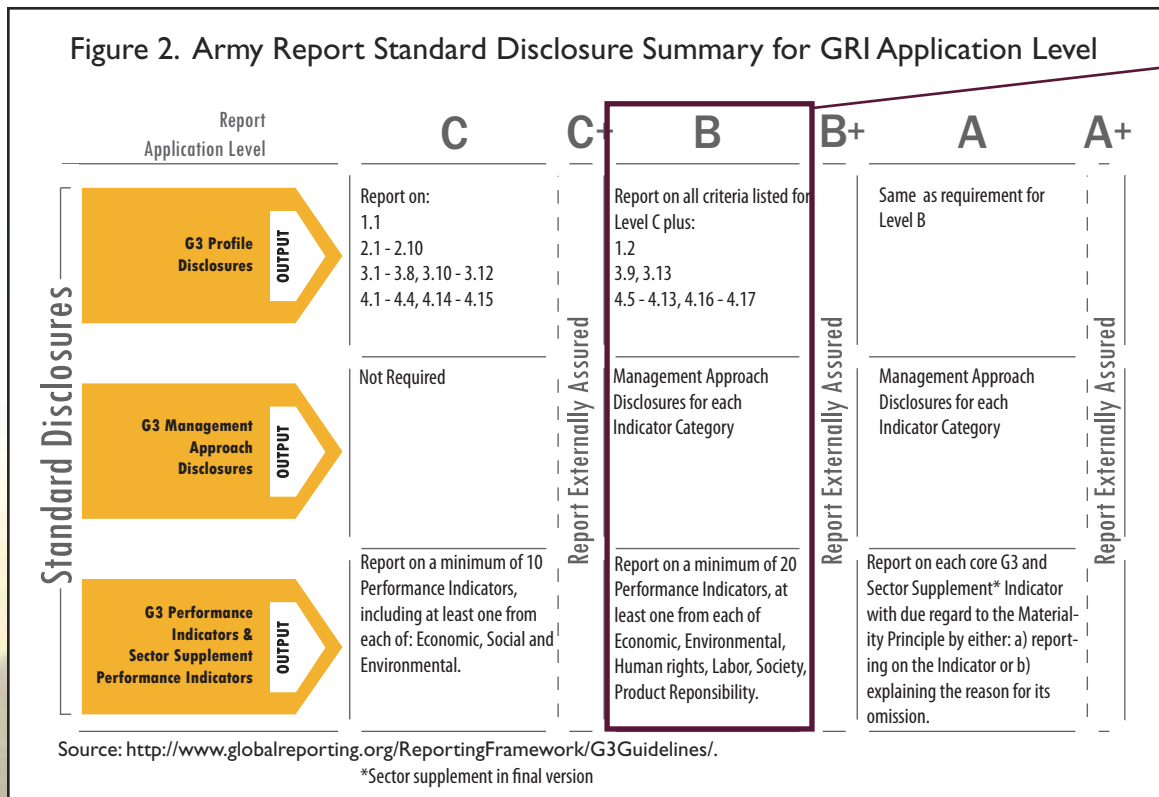 Figure 2. Army Report Standard Disclosure Summary for GRI Application Level
Report
Application Level
C
C+
B
B+
A
A+
Standard Disclosures
G3 Profile
Disclosures
OUTPUT
Report on:
1.1
2.1 - 2.10
3.1 - 3.8, 3.10 - 3.12
4.1 - 4.4, 4.14 - 4.15
Report on all criteria listed for
Level C plus:
1.2
3.9, 3.13
4.5 - 4.13, 4.16 - 4.17
Same as requirement for
Level B
G3 Management
Approach
Disclosures
OUTPUT
Not Required
Management Approach
Disclosures for each
Indicator Category
Management Approach
Disclosures for each
Indicator Category
G3 Performance
Indicators &
Sector Supplement
Performance Indicators
OUTPUT
Report on a minimum of 10
Performance Indicators,
including at least one from
each of: Economic, Social and
Environmental.
Report on a minimum of 20
Performance Indicators, at
least one from each of
Economic, Environmental,
Human rights, Labor, Society,
Product Reponsibility.
Report on each core G3 and
Sector Supplement* Indicator
with due regard to the Material-
ity Principle by either: a) report-
ing on the Indicator or b)
explaining the reason for its
omission.
Report Externally Assured
Report Externally Assured
Report Externally Assured
Source: http://www.globalreporting.org/ReportingFramework/G3Guidelines/.
*Sector supplement in final version